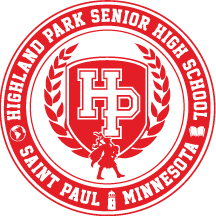 HIGHLAND PARK SENIOR HIGH SCHOOL
HP
SAINT PAUL MINNESOTA